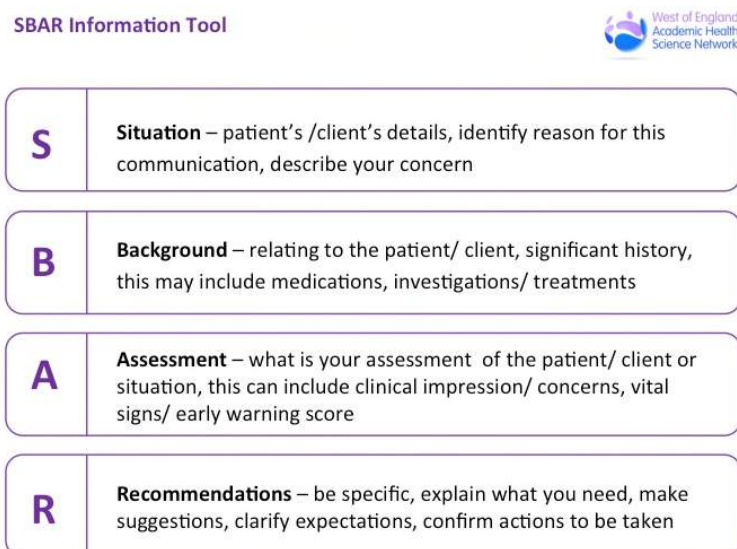 SBAR Information Tool
West of England
Academic Health
Science Network
S
Situation – patient's /client's details, identify reason for this
communication, describe your concern
B
Background – relating to the patient/ client, significant history,
this may include medications, investigations/ treatments
A
Assessment – what is your assessment of the patient/ client or
situation, this can include clinical impression/ concerns, vital
signs/ early warning score
R
Recommendations – be specific, explain what you need, make
suggestions, clarify expectations, confirm actions to be taken